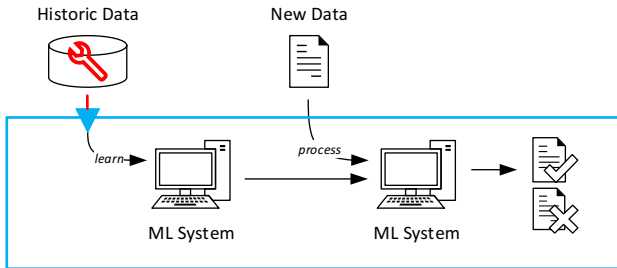 Historic Data
New Data
learn
process
ML System
ML System